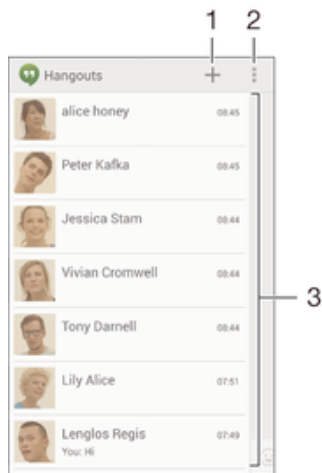 1 2
Hangouts
alice honey 08:45
Peter Kafka 08:45
Jessica Stam 08:44
Vivian Cromwell 08:44
3
Tony Darnell 08:44
Lily Alice 07:51
Lenglos Regis 07:49
You: Hi